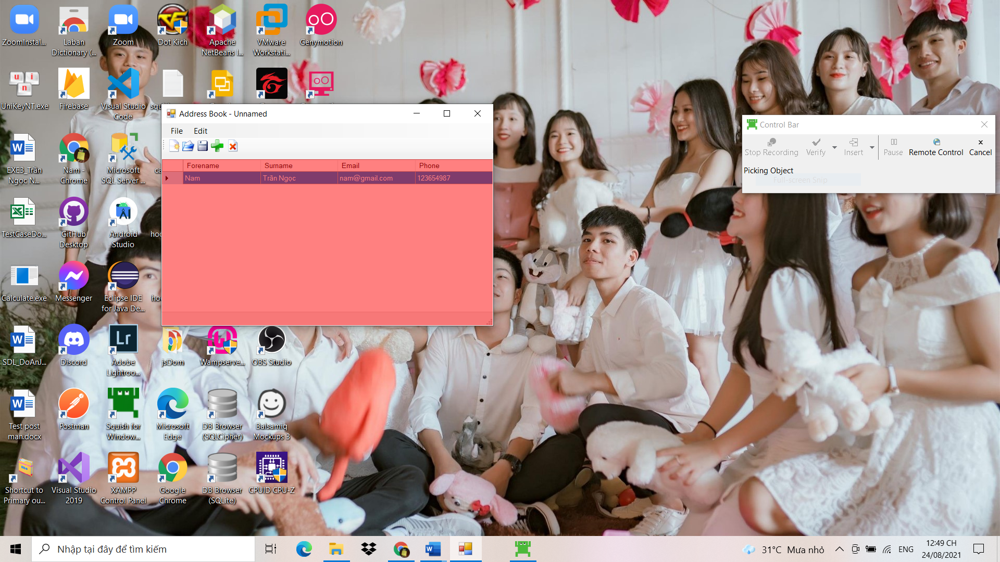 ZoomInstal...
Laban
Dictionary (...
Zoom
Dot Kich
Apache
NetBeans I...
VMware
Workstati...
Genymotion
UniKeyNT.exe
Firebase
Visual Studio
Code
Address Book - Unnamed
File Edit
Forename Surname Email Phone
Nam Trần Ngọc nam@gmail.com 123654987
Control Bar
Stop Recording Verify Insert Pause Remote Control Cancel
Picking Object
Full-screen Snip
EXE3_Trần
Ngọc N...
Nam -
Chrome
Microsoft
SQL Server ...
TestCaseDo...
GitHub
Desktop
Android
Studio
Calculate.exe
Messenger
Eclipse IDE
for Java De...
SDL_DoAnJ...
Discord
Adobe
Lightroo...
jsDom
Wampserve...
OBS Studio
Test post
man.docx
Postman
Squish for
Window...
Microsoft
Edge
DB Browser
(SQLCipher)
Balsamiq
Mockups 3
Shortcut to
Primary ou...
Visual Studio
2019
XAMPP
Control Panel
Google
Chrome
DB Browser
(SQLite)
CPUID CPU-Z
Nhập tại đây để tìm kiếm
31°C Mưa nhỏ
ENG
12:49 CH
24/08/2021